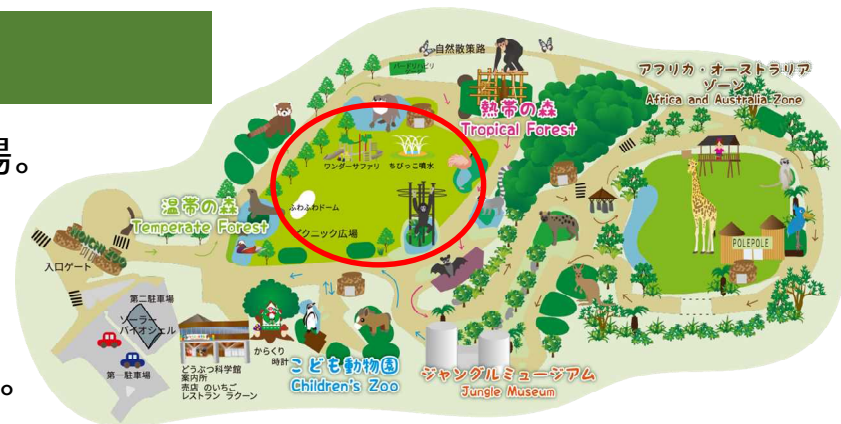 場。
。
自然散策路
バードリハビリ
熱帯の森
Tropical Forest
アフリカ・オーストラリア
ゾーン
Africa and Australia Zone
ワンダーサファリ
ちびっこ噴水
温帯の森
Temperate Forest
ふわふわドーム
ピクニック広場
POLEPOLE
入口ゲート
第二駐車場
ソーラー
バイオシェル
第一駐車場
どうぶつ科学館
案内所
売店 のいちご
レストラン ラクーン
からくり
時計
こども動物園
Children's Zoo
ジャングルミュージアム
Jungle Museum